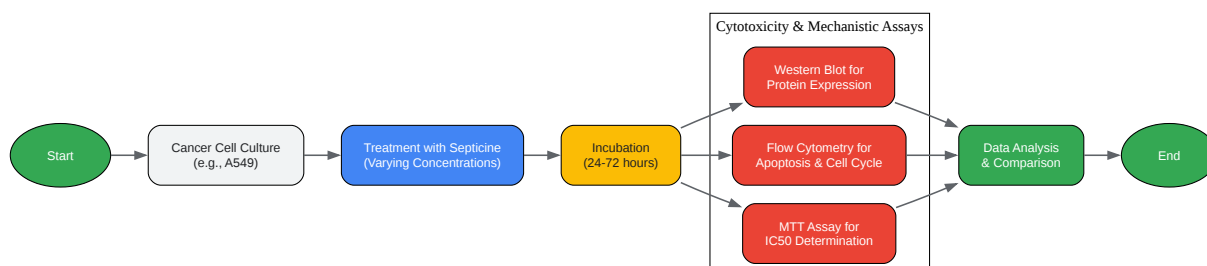 Start
Cancer Cell Culture
(e.g., A549)
Treatment with Septicine
(Varying Concentrations)
Incubation
(24-72 hours)
Cytotoxicity & Mechanistic Assays
Western Blot for
Protein Expression
Flow Cytometry for
Apoptosis & Cell Cycle
MTT Assay for
IC50 Determination
Data Analysis
& Comparison
End